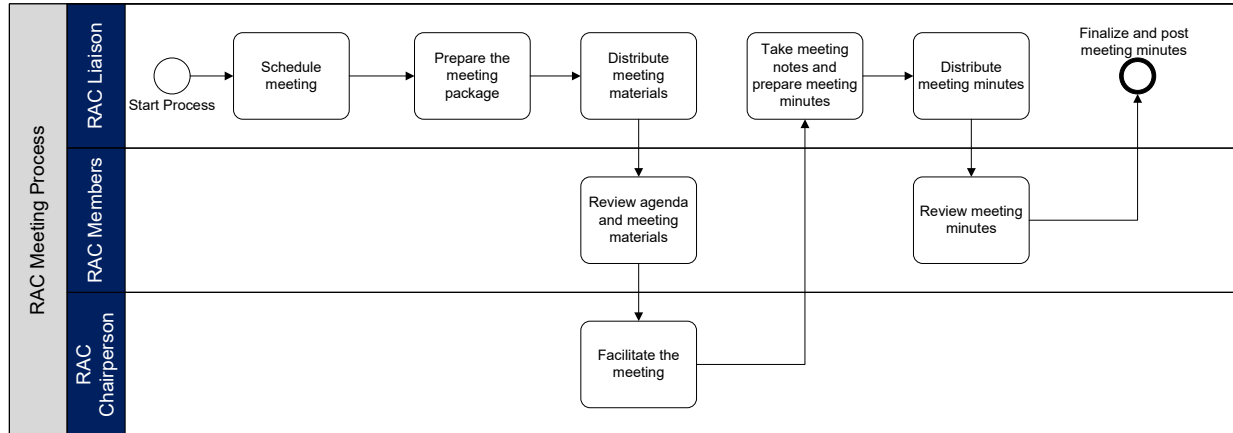 RAC Meeting Process
RAC Liaison
Start Process
Schedule
meeting
Prepare the
meeting
package
Distribute
meeting
materials
Take meeting
notes and
prepare meeting
minutes
Distribute
meeting minutes
Finalize and post
meeting minutes
RAC Members
Review agenda
and meeting
materials
Review meeting
minutes
RAC
Chairperson
Facilitate the
meeting